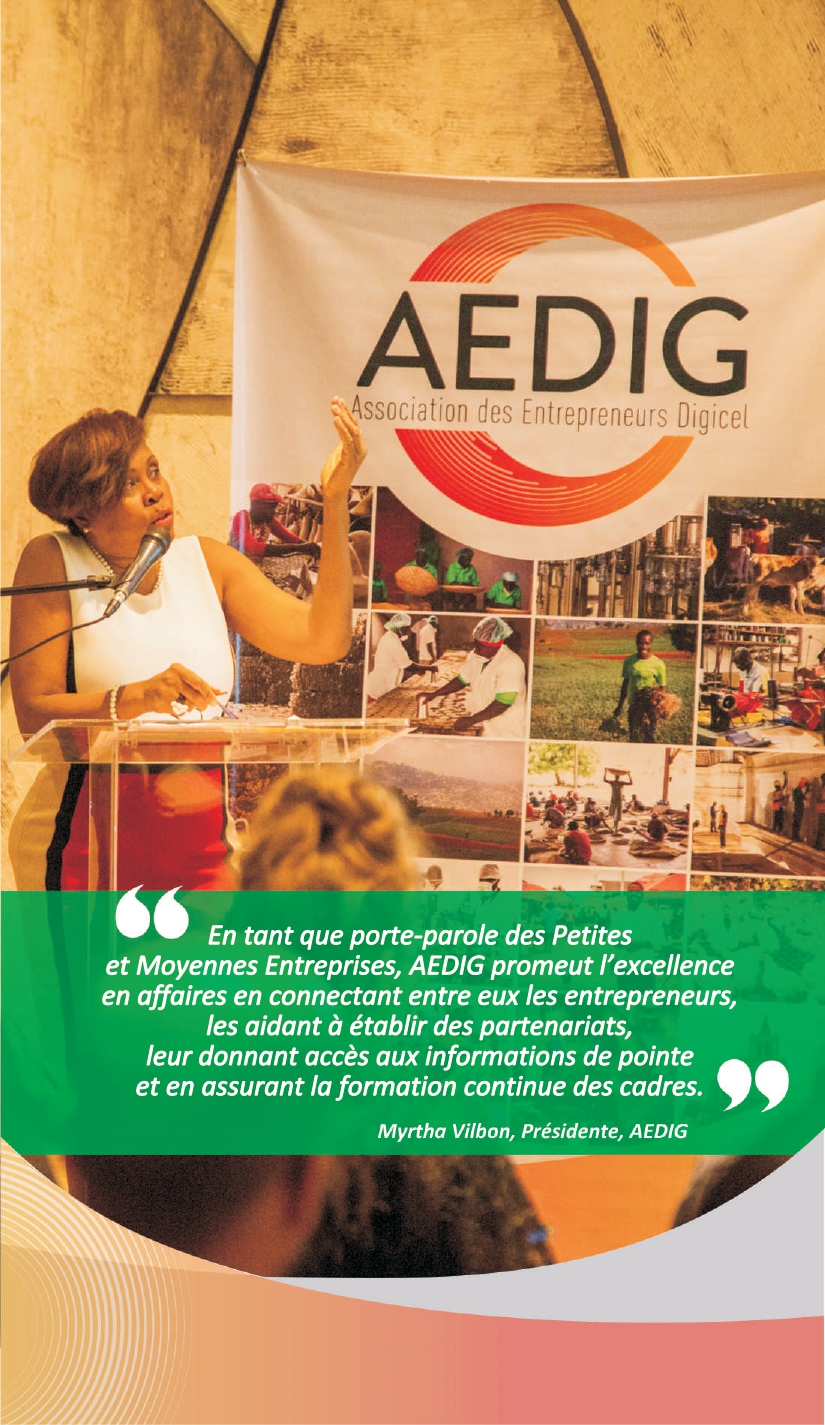 AEDIG
Association des Entrepreneurs Digicel
“
En tant que porte-parole des Petites
et Moyennes Entreprises, AEDIG promeut l’excellence
en affaires en connectant entre eux les entrepreneurs,
les aidant à établir des partenariats,
leur donnant accès aux informations de pointe
et en assurant la formation continue des cadres.
”
Myrtha Vilbon, Présidente, AEDIG